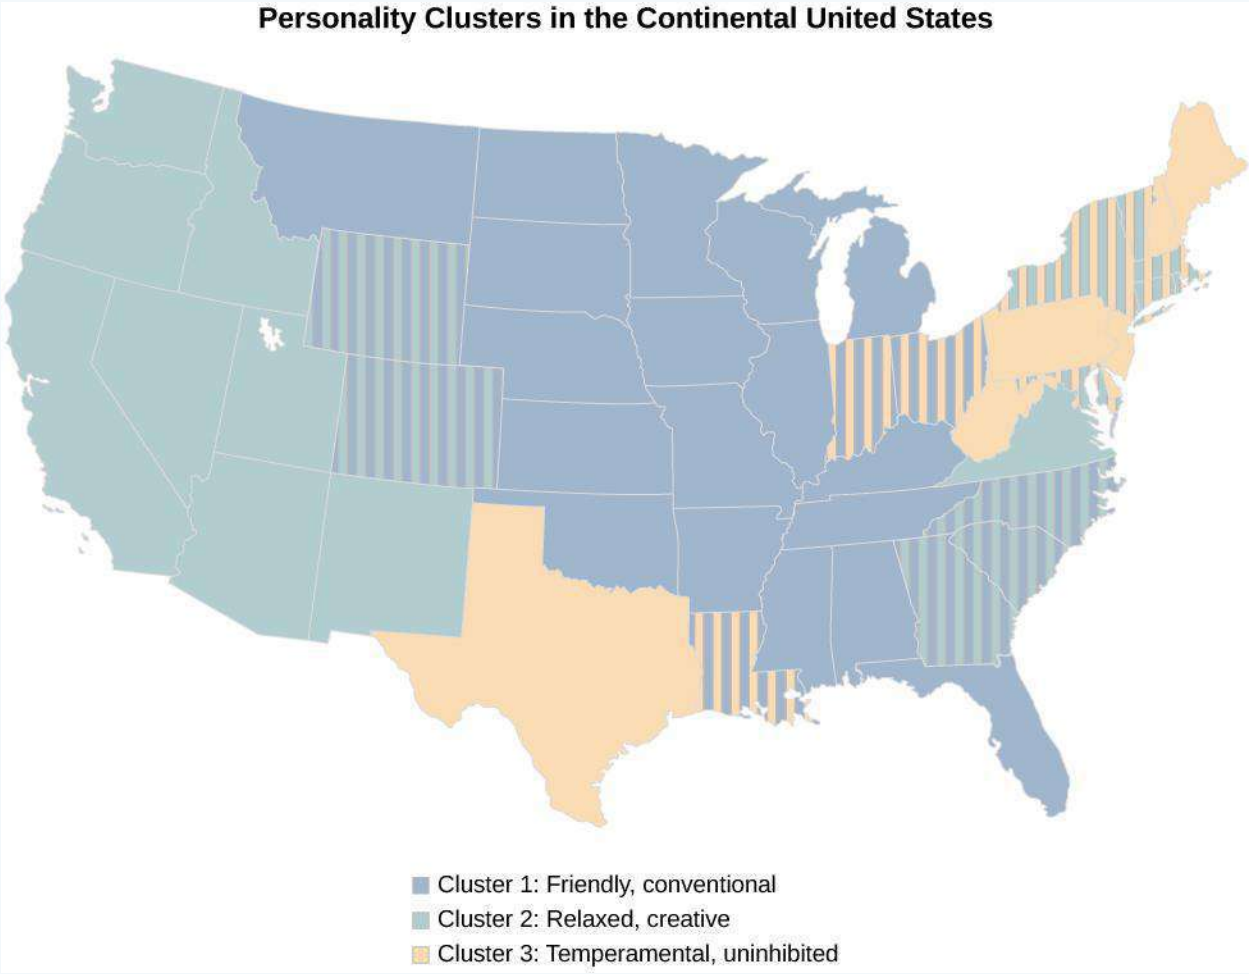 Personality Clusters in the Continental United States
Cluster 1: Friendly, conventional
Cluster 2: Relaxed, creative
Cluster 3: Temperamental, uninhibited